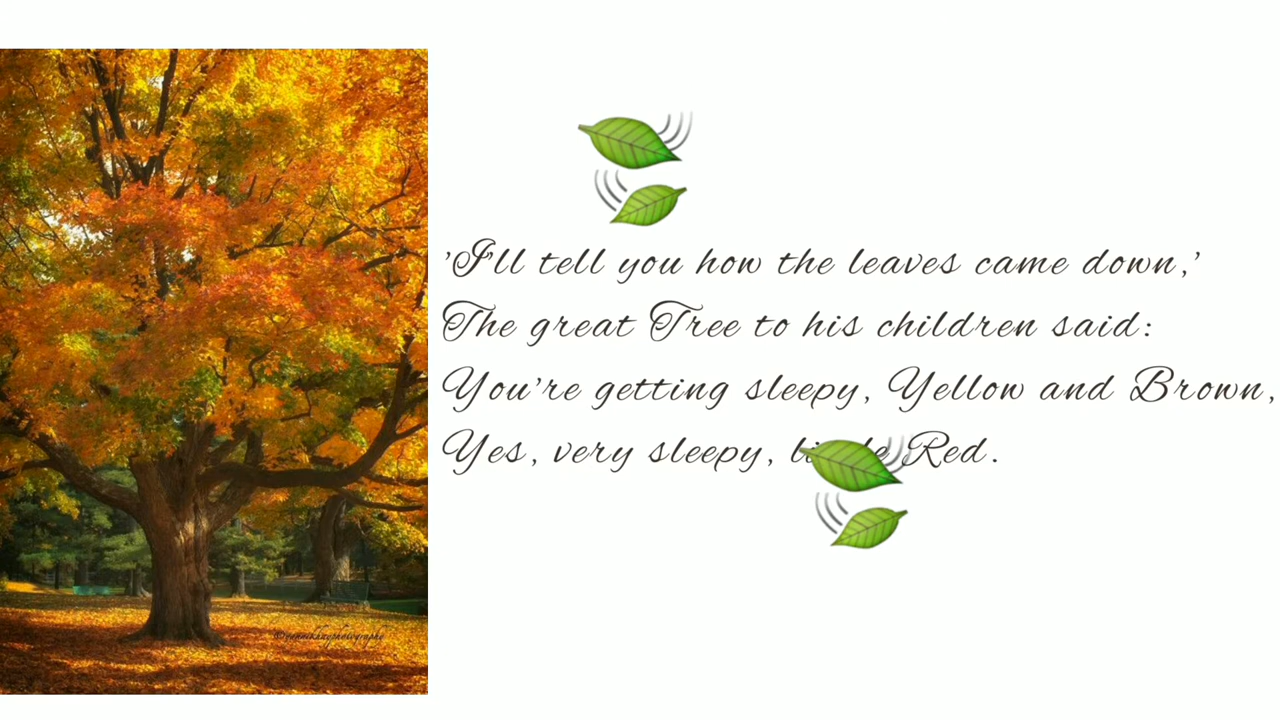 'I'll tell you how the leaves came down,'
The great Tree to his children said:
You're getting sleepy, Yellow and Brown,
Yes, very sleepy, Red.